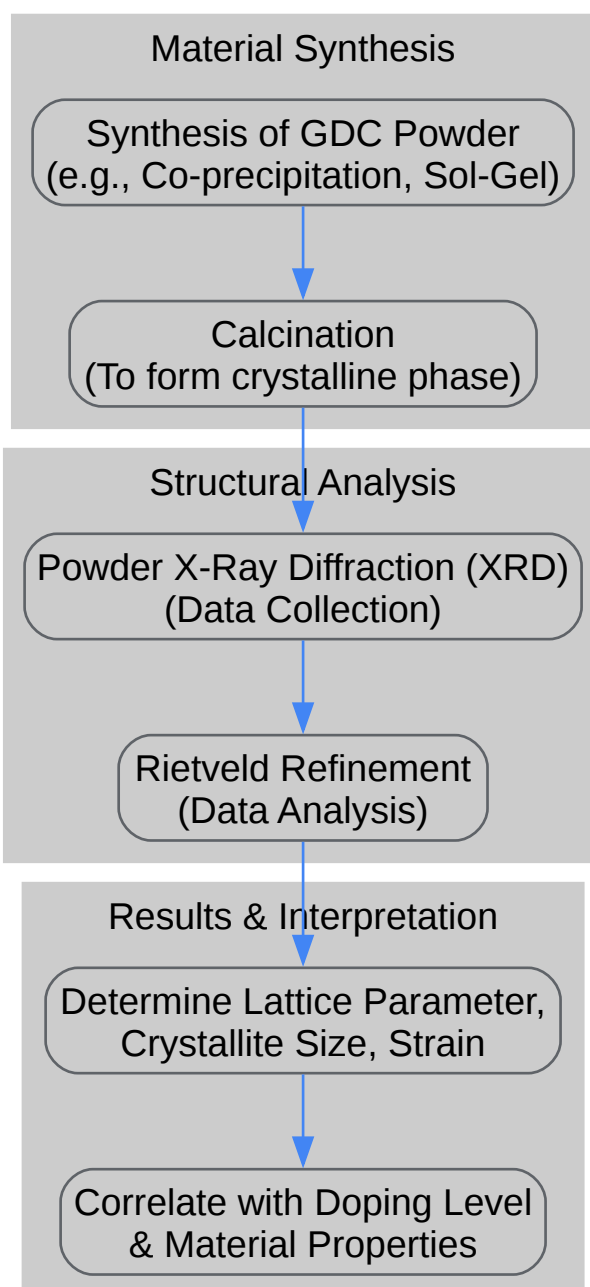 Material Synthesis
Synthesis of GDC Powder
(e.g., Co-precipitation, Sol-Gel)
Calcination
(To form crystalline phase)
Structural Analysis
Powder X-Ray Diffraction (XRD)
(Data Collection)
Rietveld Refinement
(Data Analysis)
Results & Interpretation
Determine Lattice Parameter,
Crystallite Size, Strain
Correlate with Doping Level
& Material Properties